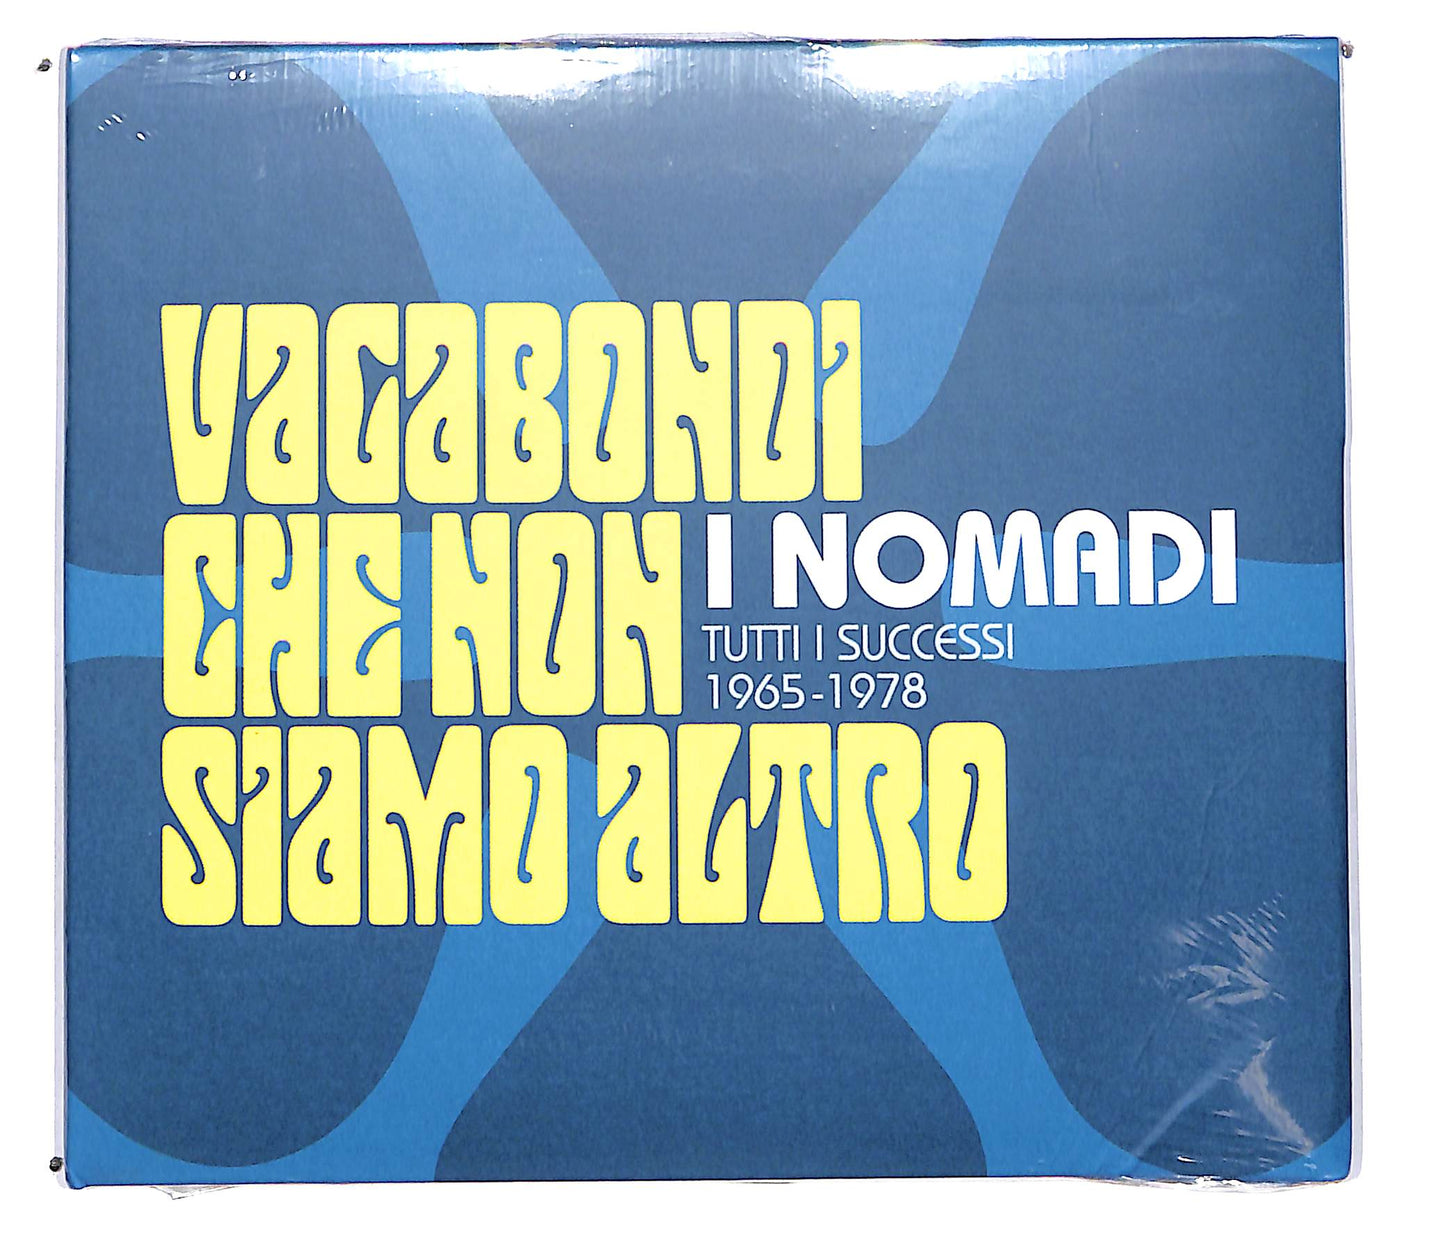 VAGABONDI
CHE NON
SIAMO ALTRO
I NOMADI
TUTTI I SUCCESSI
1965-1978